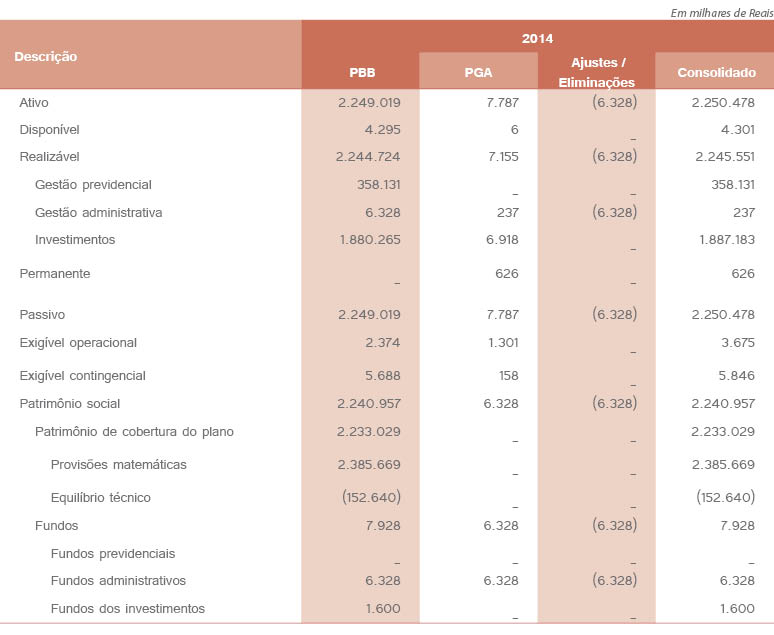 Em milhares de Reais
Descrição 2014
PBB PGA Ajustes / Eliminações Consolidado
Ativo 2.249.019 7.787 (6.328) 2.250.478
Disponível 4.295 6 _ 4.301
Realizável 2.244.724 7.155 (6.328) 2.245.551
Gestão previdencial 358.131 _ _ 358.131
Gestão administrativa 6.328 237 (6.328) 237
Investimentos 1.880.265 6.918 _ 1.887.183
Permanente _ 626 _ 626
Passivo 2.249.019 7.787 (6.328) 2.250.478
Exigível operacional 2.374 1.301 _ 3.675
Exigível contingencial 5.688 158 _ 5.846
Patrimônio social 2.240.957 6.328 (6.328) 2.240.957
Patrimônio de cobertura do plano 2.233.029 _ _ 2.233.029
Provisões matemáticas 2.385.669 _ _ 2.385.669
Equilíbrio técnico (152.640) _ _ (152.640)
Fundos 7.928 6.328 (6.328) 7.928
Fundos previdenciais _ _ _ _
Fundos administrativos 6.328 6.328 (6.328) 6.328
Fundos dos investimentos 1.600 _ _ 1.600